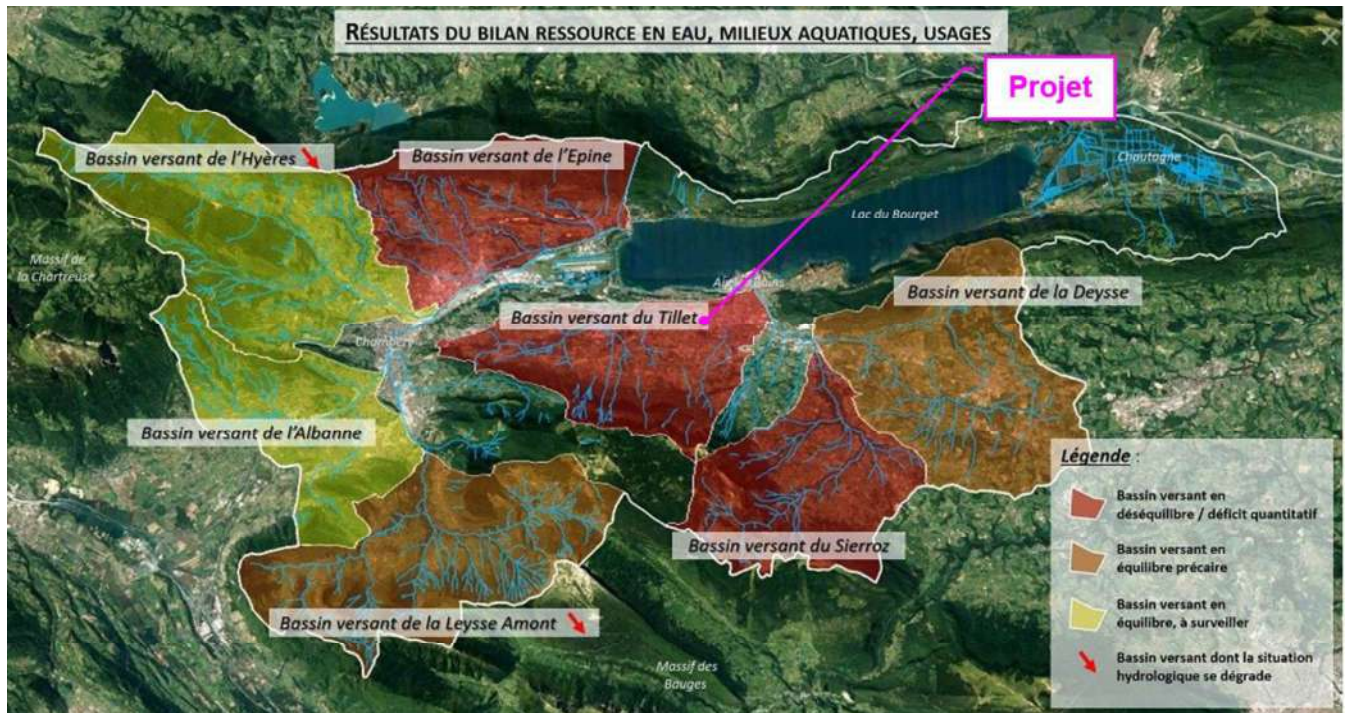 RÉSULTATS DU BILAN RESSOURCE EN EAU, MILIEUX AQUATIQUES, USAGES
Projet
Bassin versant de l'Hyères
Bassin versant de l'Epine
Chautagne
Lac du Bourget
Massif de
la Chartreuse
Bassin versant de la Deysse
Bassin versant du Tillet
Chambéry
Bassin versant de l'Albanne
Légende :
Bassin versant en
déséquilibre / déficit quantitatif
Bassin versant en
équilibre précaire
Bassin versant en
équilibre, à surveiller
Bassin versant dont la situation
hydrologique se dégrade
Bassin versant du Sierroz
Bassin versant de la Leysse Amont
Massif des
Bauges